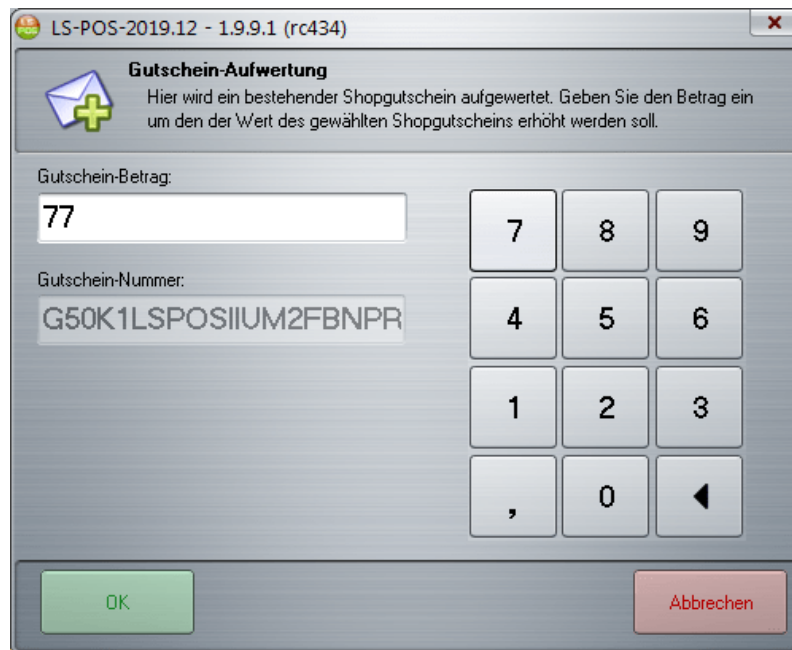 LS-POS-2019.12 - 1.9.9.1 (rc434)
Gutschein-Aufwertung
Hier wird ein bestehender Shopgutschein aufgewertet. Geben Sie den Betrag ein
um den der Wert des gewählten Shopgutscheins erhöht werden soll.
Gutschein-Betrag:
77
Gutschein-Nummer:
G50K1LSPOSIIUM2FBNPR
7 8 9
4 5 6
1 2 3
, 0
OK
Abbrechen